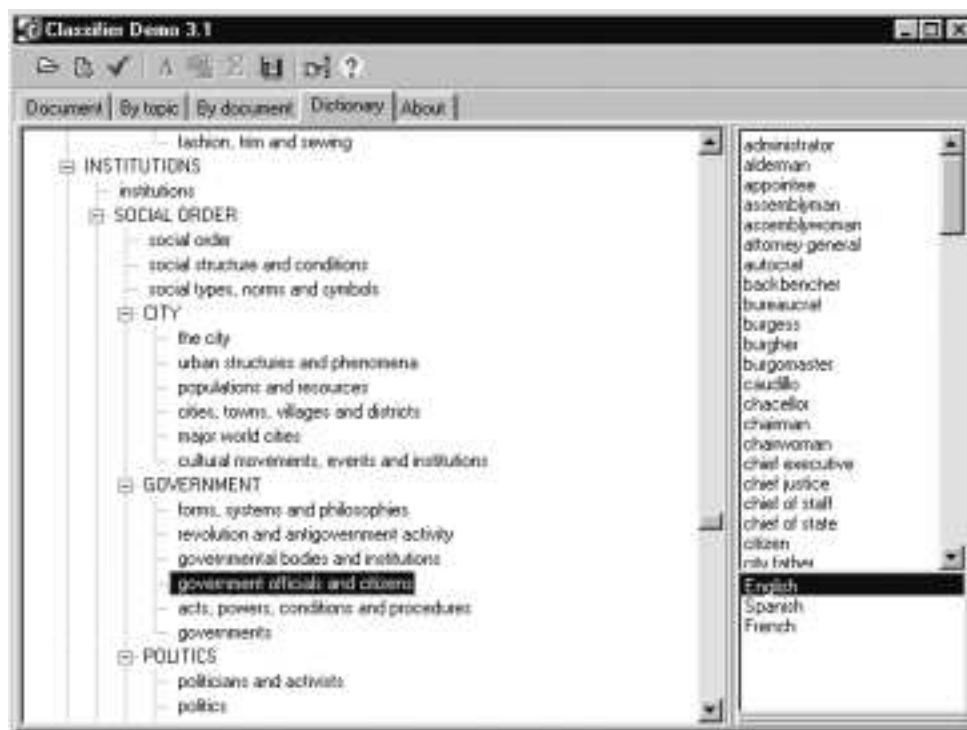 Classifier Demo 3.1
Document By topic By document Dictionary About
fashion, trim and sewing
INSTITUTIONS
institutions
SOCIAL ORDER
social order
social structure and conditions
social types, norms and symbols
CITY
the city
urban structures and phenomena
populations and resources
cities, towns, villages and districts
major world cities
cultural movements, events and institutions
GOVERNMENT
forms, systems and philosophies
revolution and antigovernment activity
governmental bodies and institutions
government officials and citizens
acts, powers, conditions and procedures
governments
POLITICS
politicians and activists
politics
administrator
alderman
appointee
assemblyman
assemblywoman
attorney general
autocrat
backbencher
bureaucrat
burgess
burgher
burgomaster
caudillo
chacellor
chairman
chairwoman
chief executive
chief justice
chief of staff
chief of state
citizen
city father
English
Spanish
French